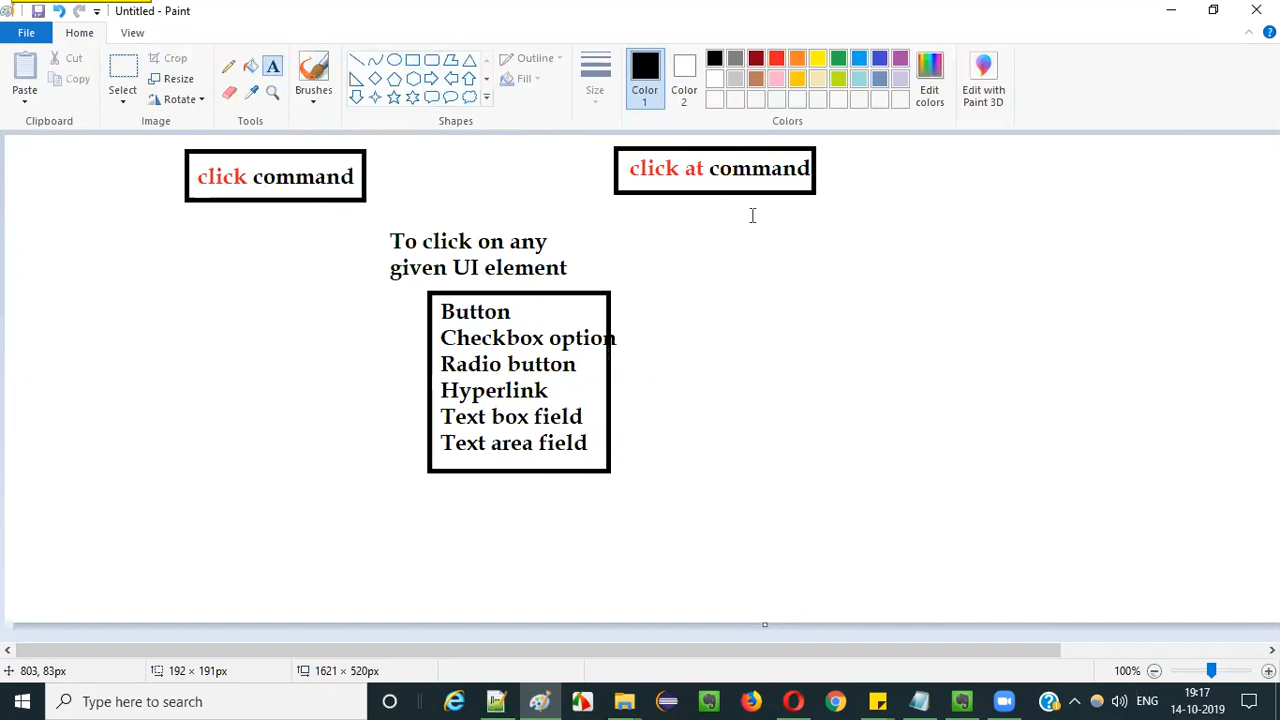 Untitled - Paint
File
Home
View
Paste
Cut
Copy
Clipboard
Select
Crop
Resize
Rotate
Image
A
Tools
Brushes
Shapes
Outline
Fill
Size
Color 1
Color 2
Colors
Edit colors
Edit with Paint 3D
click command
click at command
To click on any
given UI element
Button
Checkbox option
Radio button
Hyperlink
Text box field
Text area field
803, 83px
192 × 191px
1621 × 520px
100%
Type here to search
ENG
19:17
14-10-2019